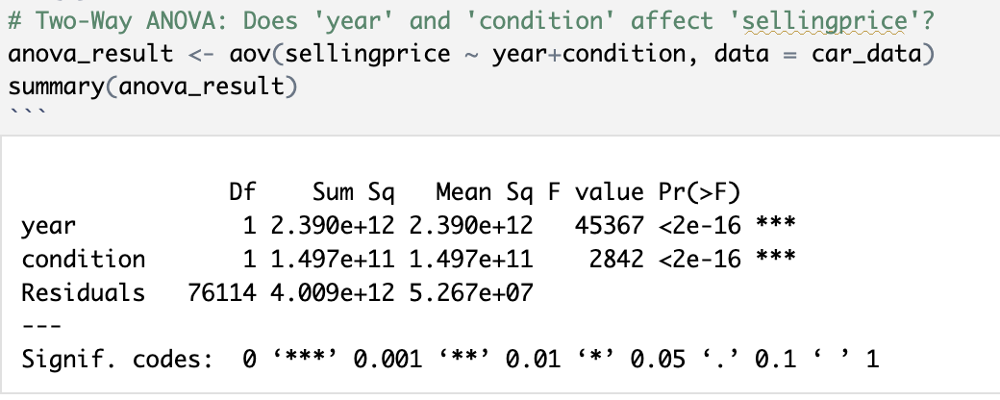 # Two-Way ANOVA: Does 'year' and 'condition' affect 'sellingprice'?
anova_result <- aov(sellingprice ~ year+condition, data = car_data)
summary(anova_result)
```
               Df    Sum Sq   Mean Sq F value Pr(>F)
year            1 2.390e+12 2.390e+12   45367 <2e-16 ***
condition       1 1.497e+11 1.497e+11    2842 <2e-16 ***
Residuals   76114 4.009e+12 5.267e+07
---
Signif. codes:  0 ‘***’ 0.001 ‘**’ 0.01 ‘*’ 0.05 ‘.’ 0.1 ‘ ’ 1